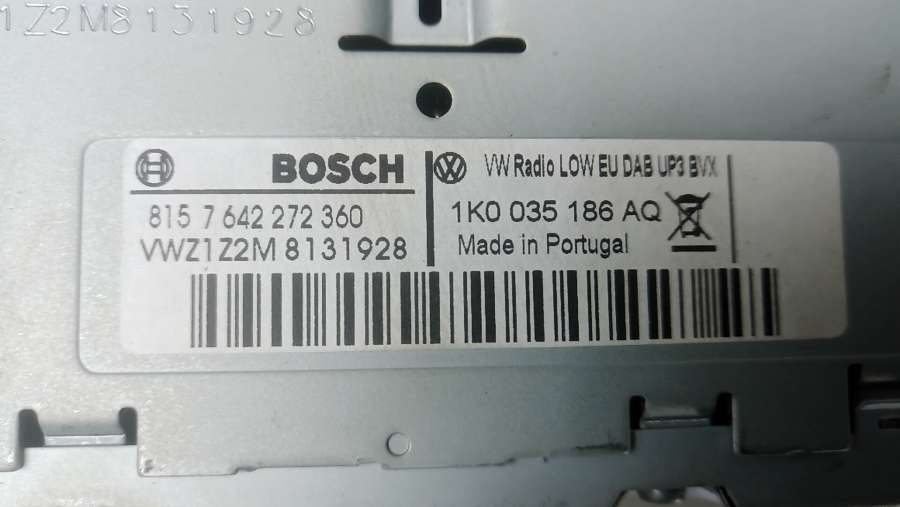 1Z2M8131928
BOSCH
VW Radio LOW EU DAB UP3 BVX
815 7 642 272 360
1K0 035 186 AQ
VWZ1Z2M 8131928
Made in Portugal